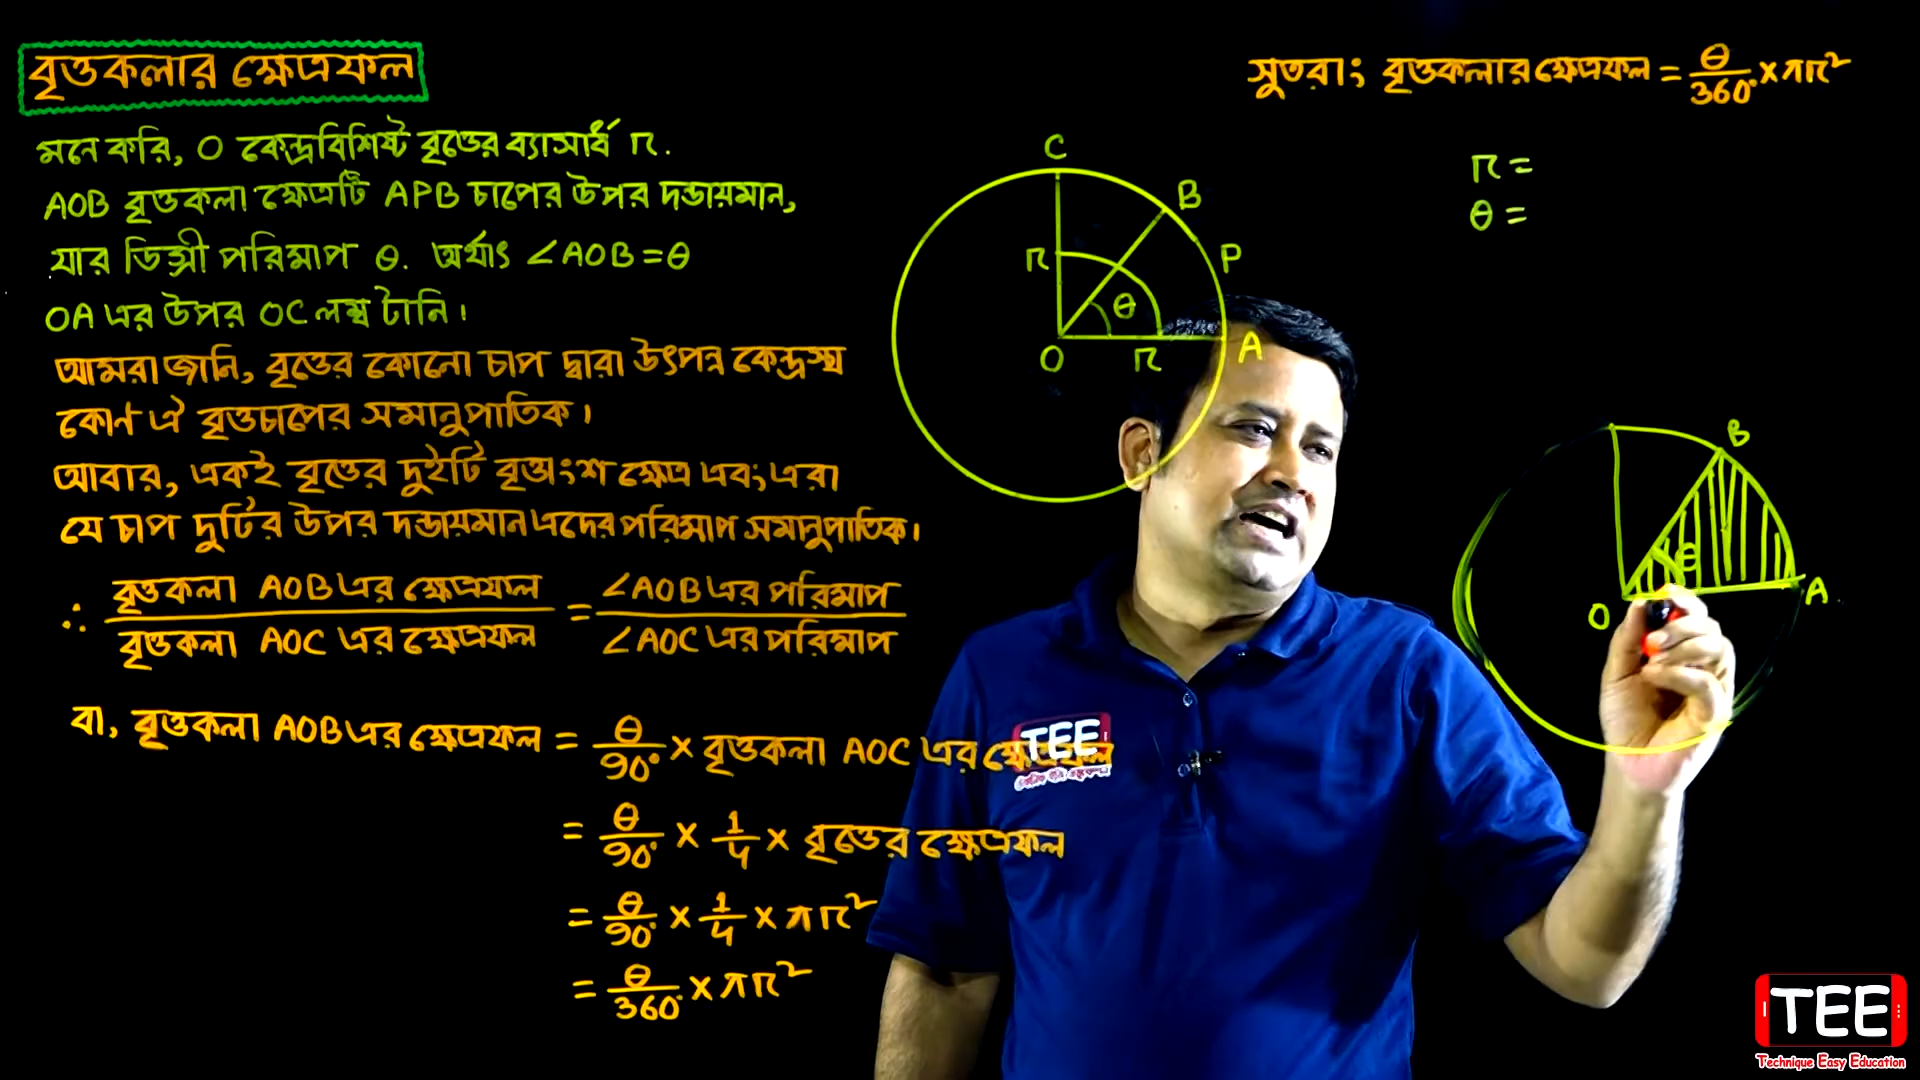 বৃত্তকলার ক্ষেত্রফল
মনে করি, O কেন্দ্রবিশিষ্ট বৃত্তের ব্যাসার্ধ r.
AOB বৃত্তকলা ক্ষেত্রটি APB চাপের উপর দন্ডায়মান,
যার ডিগ্রী পরিমাপ θ. অর্থাৎ ∠AOB = θ
OA এর উপর OC লম্ব টানি।
আমরা জানি, বৃত্তের কোনো চাপ দ্বারা উৎপন্ন কেন্দ্রস্থ
কোণ ঐ বৃত্তচাপের সমানুপাতিক।
আবার, একই বৃত্তের দুইটি বৃত্তাংশ ক্ষেত্র এবং এরা
যে চাপ দুটির উপর দন্ডায়মান এদের পরিমাপ সমানুপাতিক।
∴ বৃত্তকলা AOB এর ক্ষেত্রফল / বৃত্তকলা AOC এর ক্ষেত্রফল = ∠AOB এর পরিমাপ / ∠AOC এর পরিমাপ
বা, বৃত্তকলা AOB এর ক্ষেত্রফল = θ/90° × বৃত্তকলা AOC এর ক্ষেত্রফল
= θ/90° × 1/4 × বৃত্তের ক্ষেত্রফল
= θ/90° × 1/4 × πr²
= θ/360° × πr²
C
B
P
r
θ
O
r
A
সুতরাং বৃত্তকলার ক্ষেত্রফল = θ/360° × πr²
r =
θ =
B
θ
A
O
TEE
TEE
Technique Easy Education